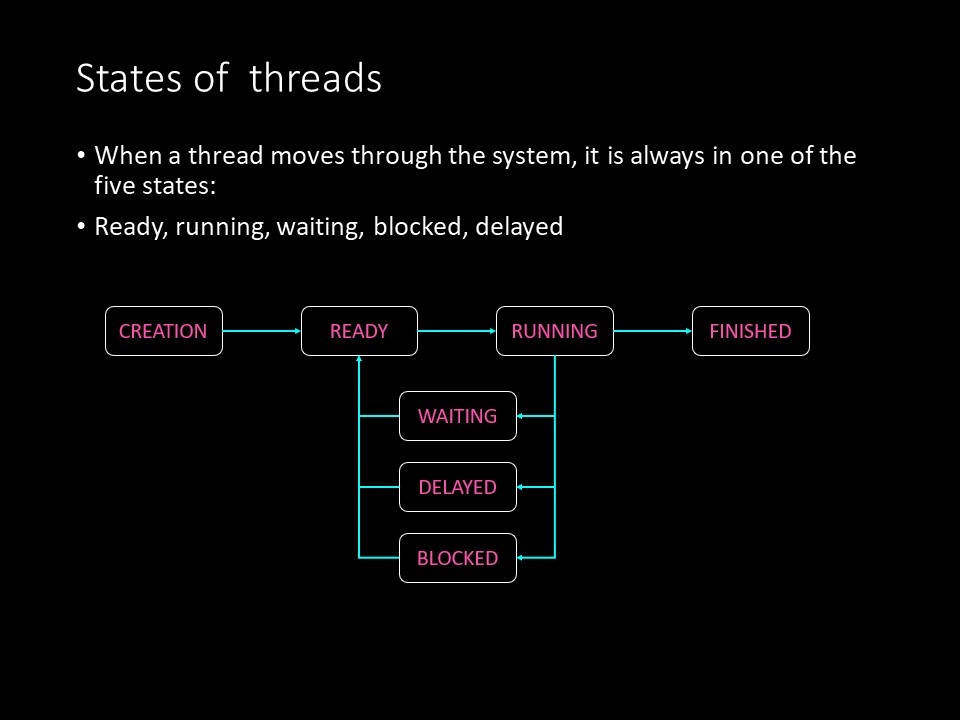 States of  threads
• When a thread moves through the system, it is always in one of the
five states:
• Ready, running, waiting, blocked, delayed
CREATION
READY
RUNNING
FINISHED
WAITING
DELAYED
BLOCKED